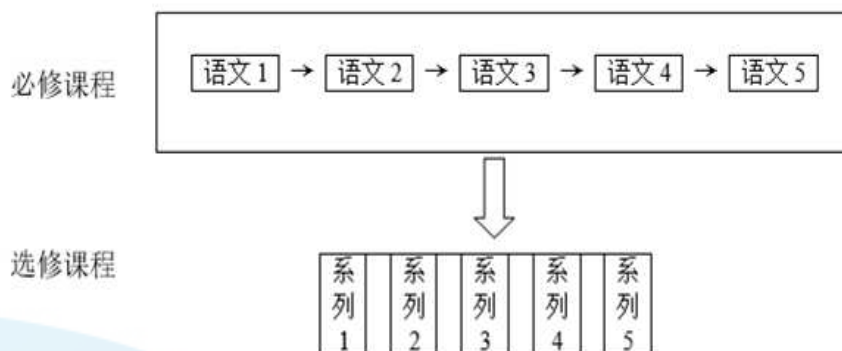 必修课程
语文1 → 语文2 → 语文3 → 语文4 → 语文5
选修课程
系列1
系列2
系列3
系列4
系列5